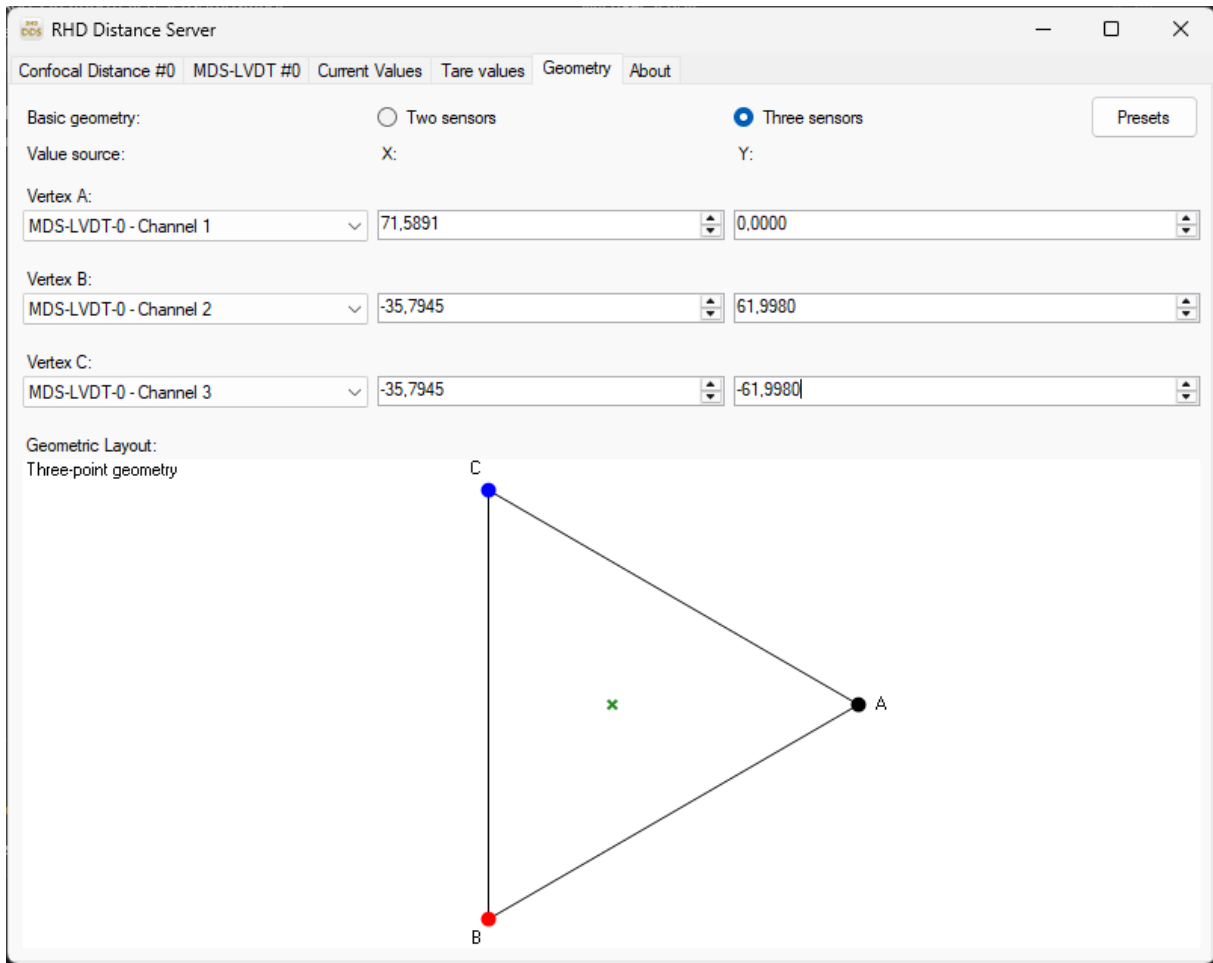 RHD DDS RHD Distance Server
Confocal Distance #0 MDS-LVDT #0 Current Values Tare values Geometry About
Basic geometry: Two sensors Three sensors Presets
Value source: X: Y:
Vertex A:
MDS-LVDT-0 - Channel 1 71,5891 0,0000
Vertex B:
MDS-LVDT-0 - Channel 2 -35,7945 61,9980
Vertex C:
MDS-LVDT-0 - Channel 3 -35,7945 -61,9980
Geometric Layout:
Three-point geometry
C
A
B